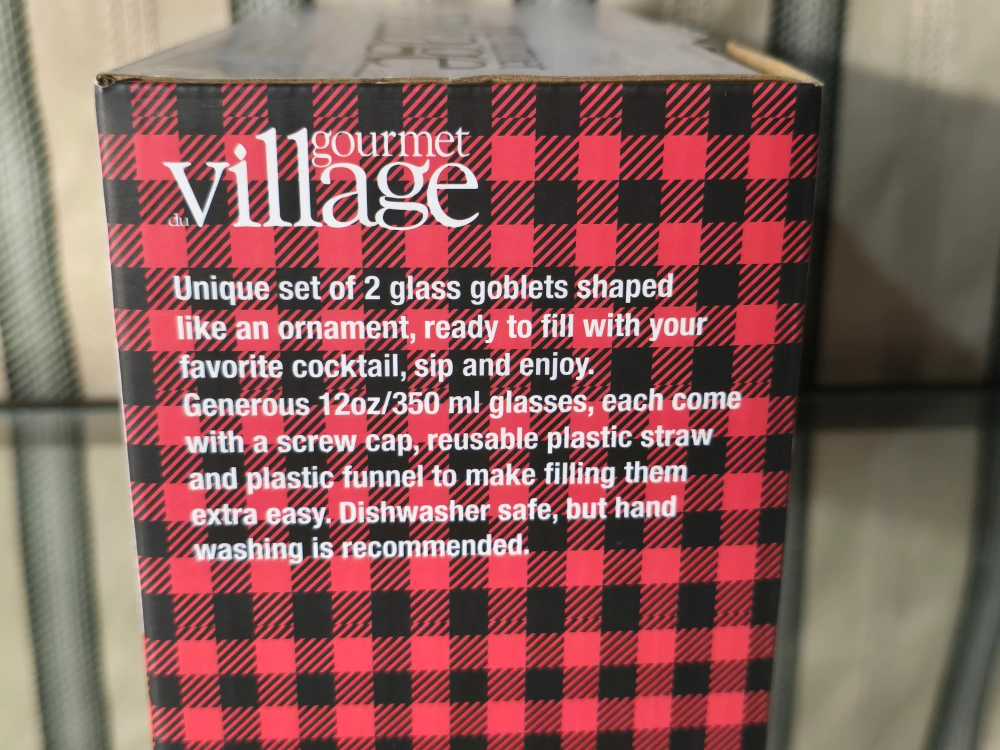 gourmet
du village
Unique set of 2 glass goblets shaped
like an ornament, ready to fill with your
favorite cocktail, sip and enjoy.
Generous 12oz/350 ml glasses, each come
with a screw cap, reusable plastic straw
and plastic funnel to make filling them
extra easy. Dishwasher safe, but hand
washing is recommended.